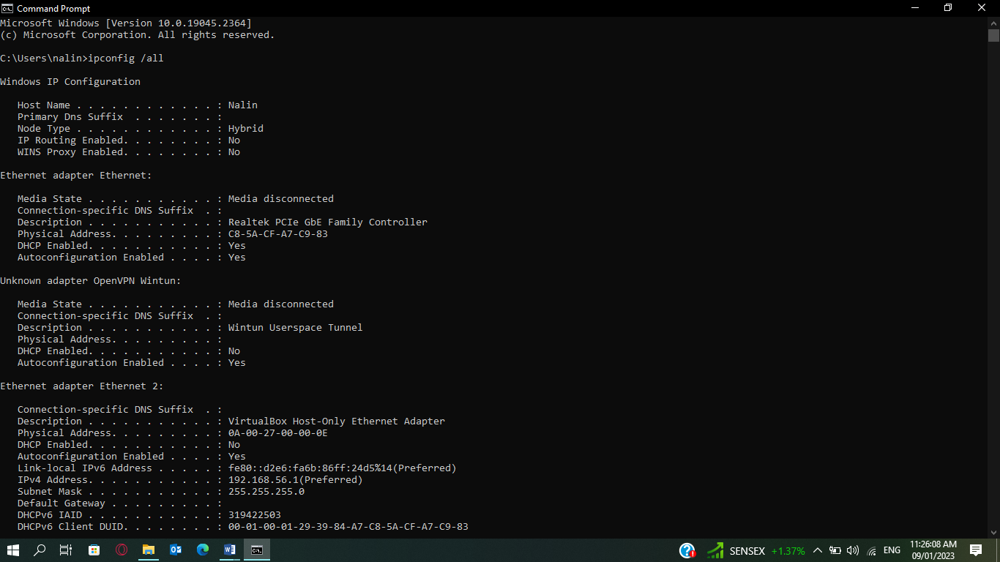 Command Prompt
Microsoft Windows [Version 10.0.19045.2364]
(c) Microsoft Corporation. All rights reserved.
C:\Users\nalin>ipconfig /all
Windows IP Configuration
Host Name . . . . . . . . . . . . : Nalin
Primary Dns Suffix  . . . . . . . :
Node Type . . . . . . . . . . . . : Hybrid
IP Routing Enabled. . . . . . . . : No
WINS Proxy Enabled. . . . . . . . : No
Ethernet adapter Ethernet:
Media State . . . . . . . . . . . : Media disconnected
Connection-specific DNS Suffix  . :
Description . . . . . . . . . . . : Realtek PCIe GbE Family Controller
Physical Address. . . . . . . . . : C8-5A-CF-A7-C9-83
DHCP Enabled. . . . . . . . . . . : Yes
Autoconfiguration Enabled . . . . : Yes
Unknown adapter OpenVPN Wintun:
Media State . . . . . . . . . . . : Media disconnected
Connection-specific DNS Suffix  . :
Description . . . . . . . . . . . : Wintun Userspace Tunnel
Physical Address. . . . . . . . . :
DHCP Enabled. . . . . . . . . . . : No
Autoconfiguration Enabled . . . . : Yes
Ethernet adapter Ethernet 2:
Connection-specific DNS Suffix  . :
Description . . . . . . . . . . . : VirtualBox Host-Only Ethernet Adapter
Physical Address. . . . . . . . . : 0A-00-27-00-00-0E
DHCP Enabled. . . . . . . . . . . : No
Autoconfiguration Enabled . . . . : Yes
Link-local IPv6 Address . . . . . : fe80::d2e6:fa6b:86ff:24d5%14(Preferred)
IPv4 Address. . . . . . . . . . . : 192.168.56.1(Preferred)
Subnet Mask . . . . . . . . . . . : 255.255.255.0
Default Gateway . . . . . . . . . :
DHCPv6 IAID . . . . . . . . . . . : 319422503
DHCPv6 Client DUID. . . . . . . . : 00-01-00-01-29-39-84-A7-C8-5A-CF-A7-C9-83
SENSEX +1.37% ENG 11:26:08 AM
09/01/2023